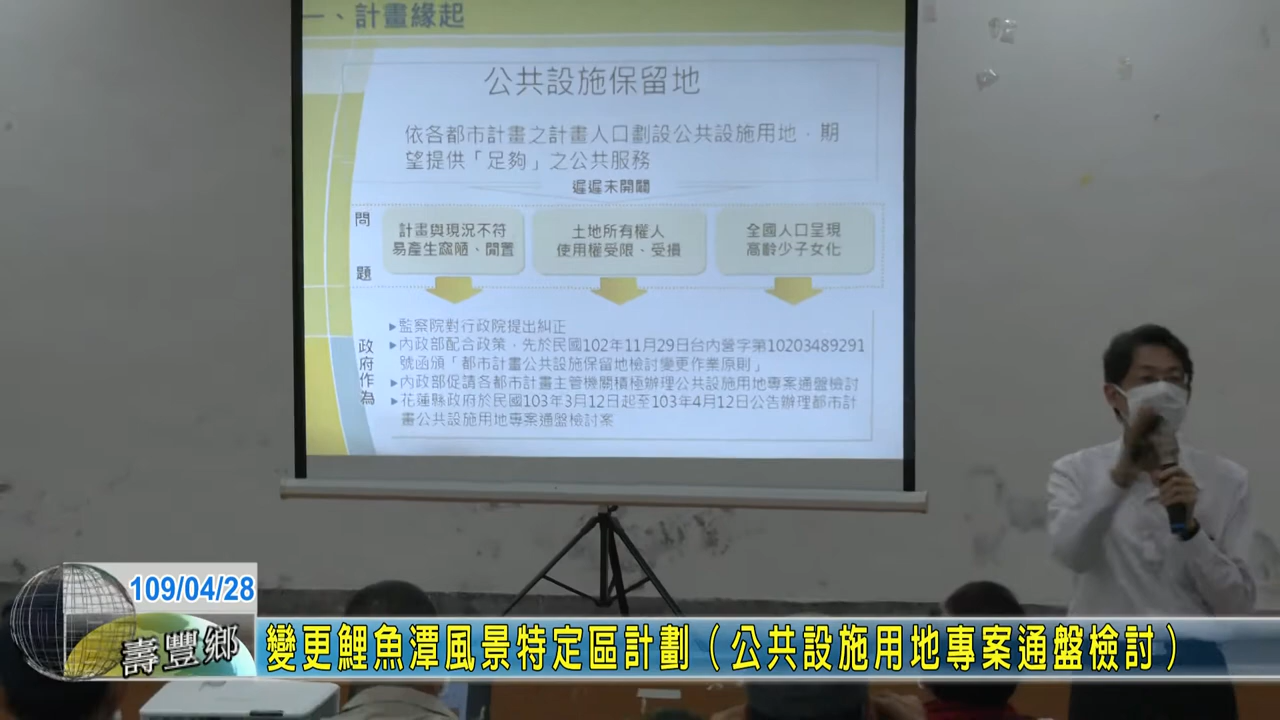 一、計畫緣起
公共設施保留地
依各都市計畫之計畫人口劃設公共設施用地，期
望提供「足夠」之公共服務
遲遲未開闢
問題
計畫與現況不符
易產生窳陋、閒置
土地所有權人
使用權受限、受損
全國人口呈現
高齡少子女化
政府作為
▶監察院對行政院提出糾正
▶內政部配合政策，先於民國102年11月29日台內營字第10203489291
號函頒「都市計畫公共設施保留地檢討變更作業原則」
▶內政部促請各都市計畫主管機關積極辦理公共設施用地專案通盤檢討
▶花蓮縣政府於民國103年3月12日起至103年4月12日公告辦理都市計
畫公共設施用地專案通盤檢討案
109/04/28
壽豐鄉
變更鯉魚潭風景特定區計劃（公共設施用地專案通盤檢討）